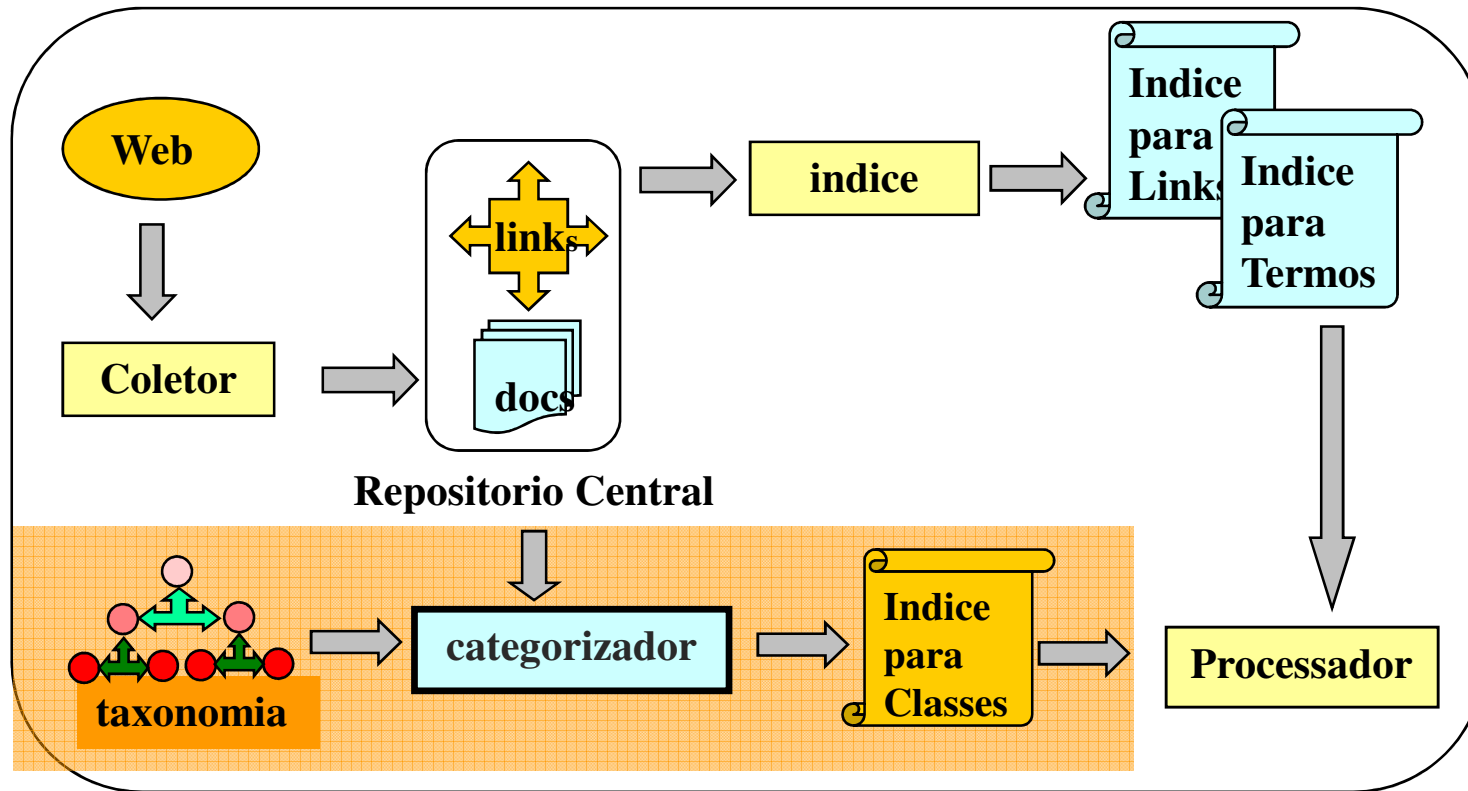 Web
Coletor
links
docs
Repositorio Central
indice
Indice
para
Links
Indice
para
Termos
taxonomia
categorizador
Indice
para
Classes
Processador